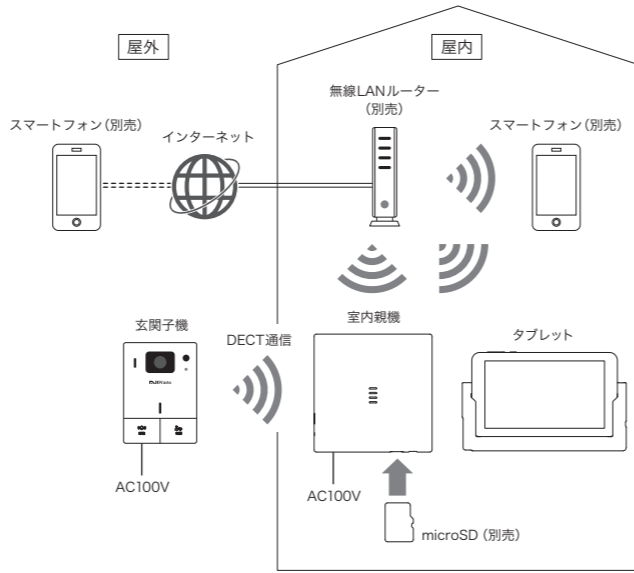 屋外
屋内
無線LANルーター
(別売)
スマートフォン(別売)
インターネット
スマートフォン(別売)
玄関子機
DECT通信
室内親機
タブレット
AC100V
AC100V
microSD (別売)